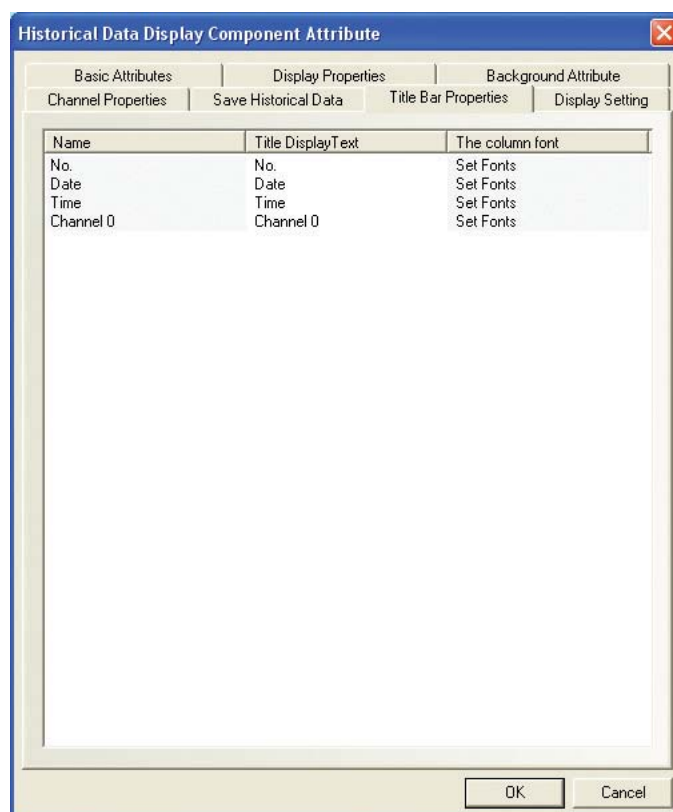 Historical Data Display Component Attribute
Basic Attributes Display Properties Background Attribute
Channel Properties Save Historical Data Title Bar Properties Display Setting
Name Title DisplayText The column font
No. No. Set Fonts
Date Date Set Fonts
Time Time Set Fonts
Channel 0 Channel 0 Set Fonts
OK Cancel